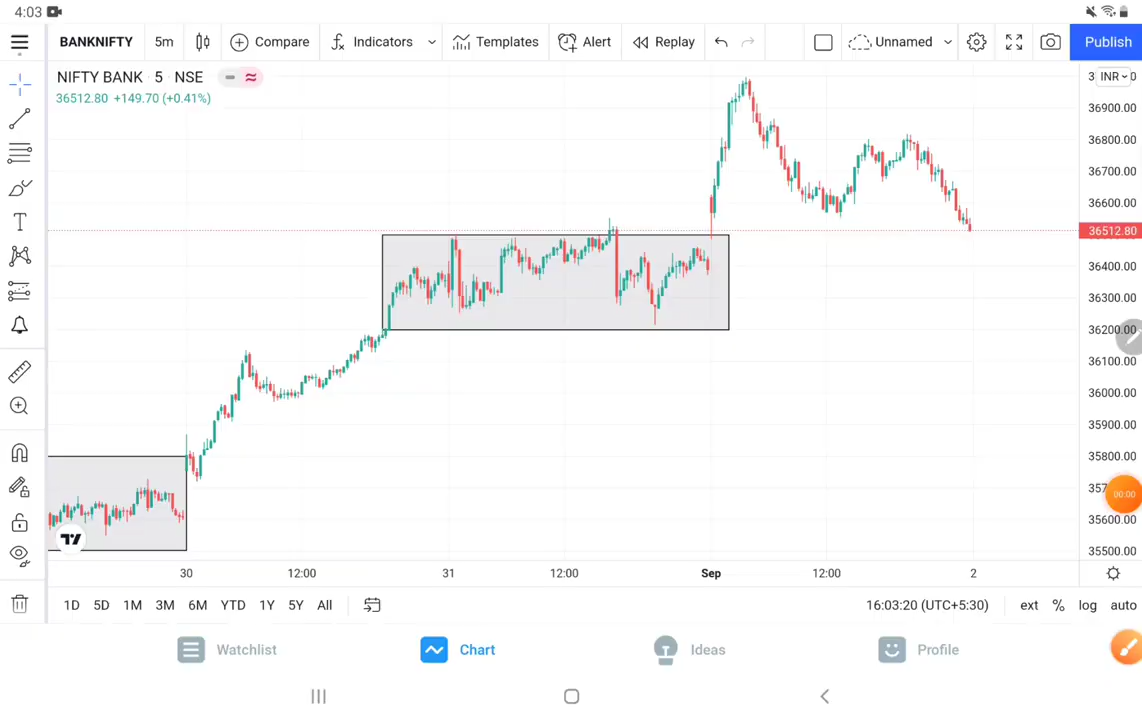 4:03
BANKNIFTY 5m Compare Indicators Templates Alert Replay Unnamed Publish
NIFTY BANK · 5 · NSE
36512.80 +149.70 (+0.41%)
INR
36900.00
36800.00
36700.00
36600.00
36512.80
36400.00
36300.00
36200.00
36100.00
36000.00
35900.00
35800.00
00:00
35600.00
35500.00
30 12:00 31 12:00 Sep 12:00 2
1D 5D 1M 3M 6M YTD 1Y 5Y All 16:03:20 (UTC+5:30) ext % log auto
Watchlist Chart Ideas Profile